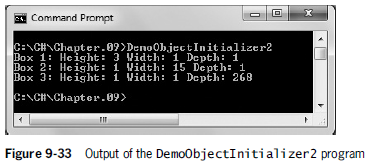 Command Prompt
C:\C#\Chapter.09>DemoObjectInitializer2
Box 1: Height: 3 Width: 1 Depth: 1
Box 2: Height: 1 Width: 15 Depth: 1
Box 3: Height: 1 Width: 1 Depth: 268
C:\C#\Chapter.09>
Figure 9-33 Output of the DemoObjectInitializer2 program